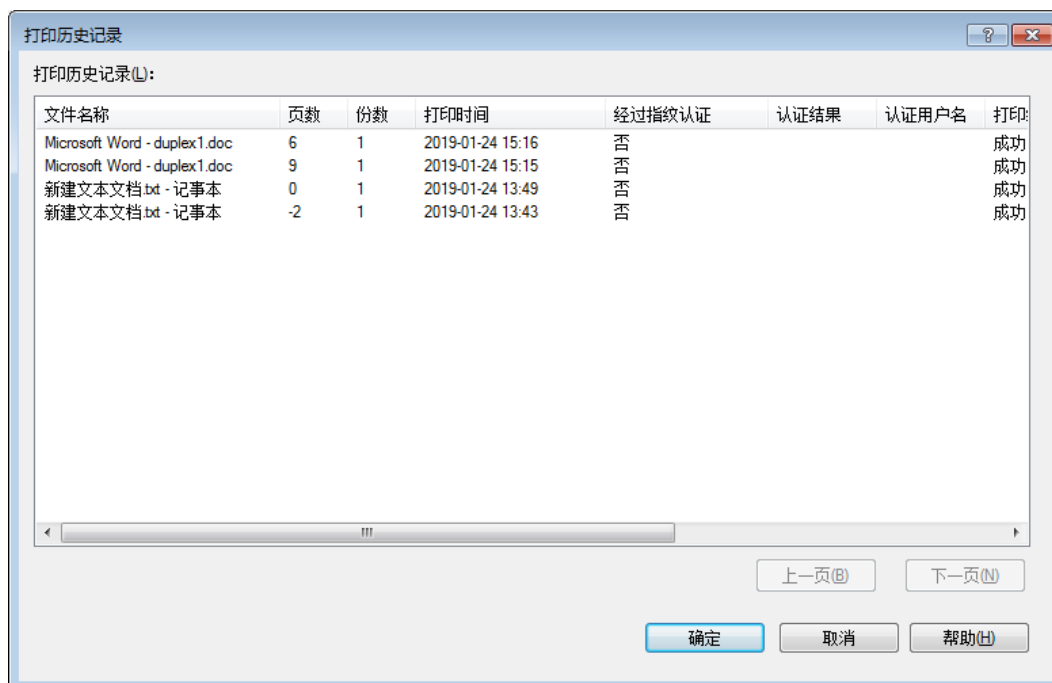 打印历史记录
打印历史记录(L):
文件名称 页数 份数 打印时间 经过指纹认证 认证结果 认证用户名 打印
Microsoft Word - duplex1.doc 6 1 2019-01-24 15:16 否 成功
Microsoft Word - duplex1.doc 9 1 2019-01-24 15:15 否 成功
新建文本文档.txt - 记事本 0 1 2019-01-24 13:49 否 成功
新建文本文档.txt - 记事本 -2 1 2019-01-24 13:43 否 成功
上一页(B) 下一页(N)
确定 取消 帮助(H)